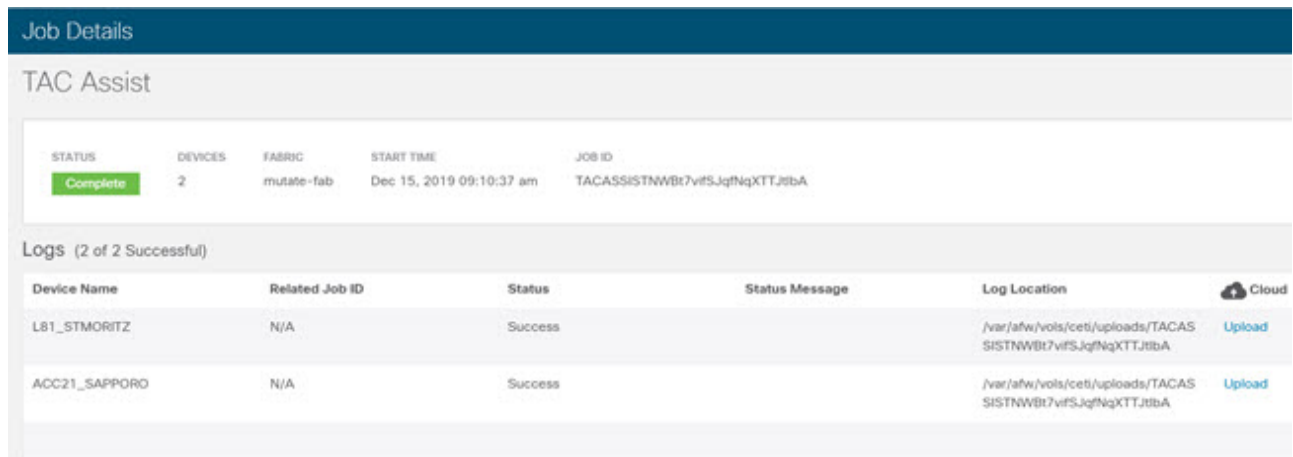 Job Details
TAC Assist
STATUS DEVICES FABRIC START TIME JOB ID
Complete 2 mutate-fab Dec 15, 2019 09:10:37 am TACASSISTNWBt7vifSJqfNqXTTJtlbA
Logs (2 of 2 Successful)
Device Name Related Job ID Status Status Message Log Location Cloud
L81_STMORITZ N/A Success /var/afw/vols/ceti/uploads/TACAS Upload
SISTNWBt7vifSJqfNqXTTJtlbA
ACC21_SAPPORO N/A Success /var/afw/vols/ceti/uploads/TACAS Upload
SISTNWBt7vifSJqfNqXTTJtlbA